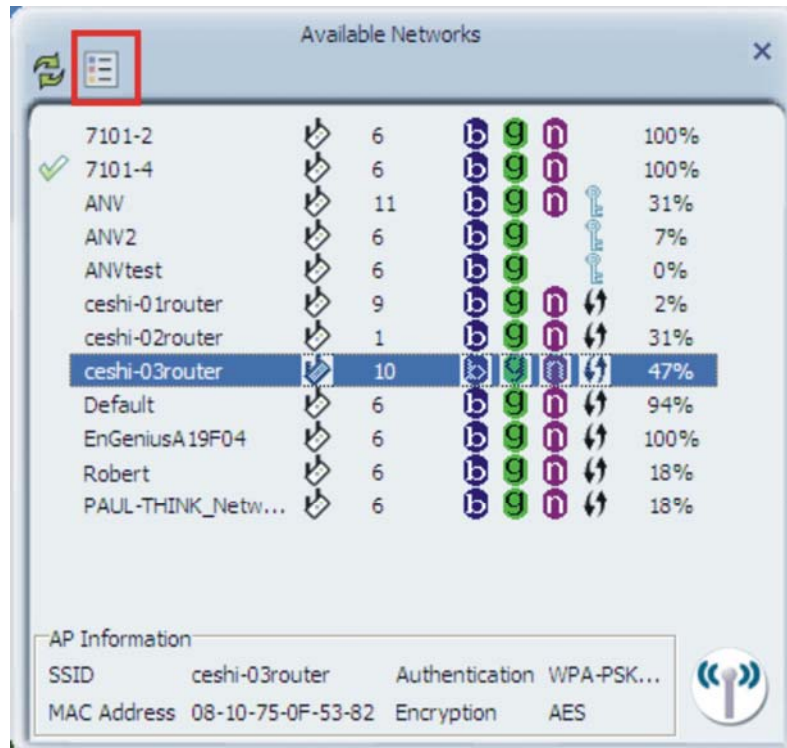 Available Networks
7101-2 6 b g n 100%
7101-4 6 b g n 100%
ANV 11 b g n 31%
ANV2 6 b g 7%
ANVtest 6 b g 0%
ceshi-01router 9 b g n 2%
ceshi-02router 1 b g n 31%
ceshi-03router 10 b g n 47%
Default 6 b g n 94%
EnGeniusA19F04 6 b g n 100%
Robert 6 b g n 18%
PAUL-THINK_Netw... 6 b g n 18%
AP Information
SSID ceshi-03router Authentication WPA-PSK...
MAC Address 08-10-75-0F-53-82 Encryption AES